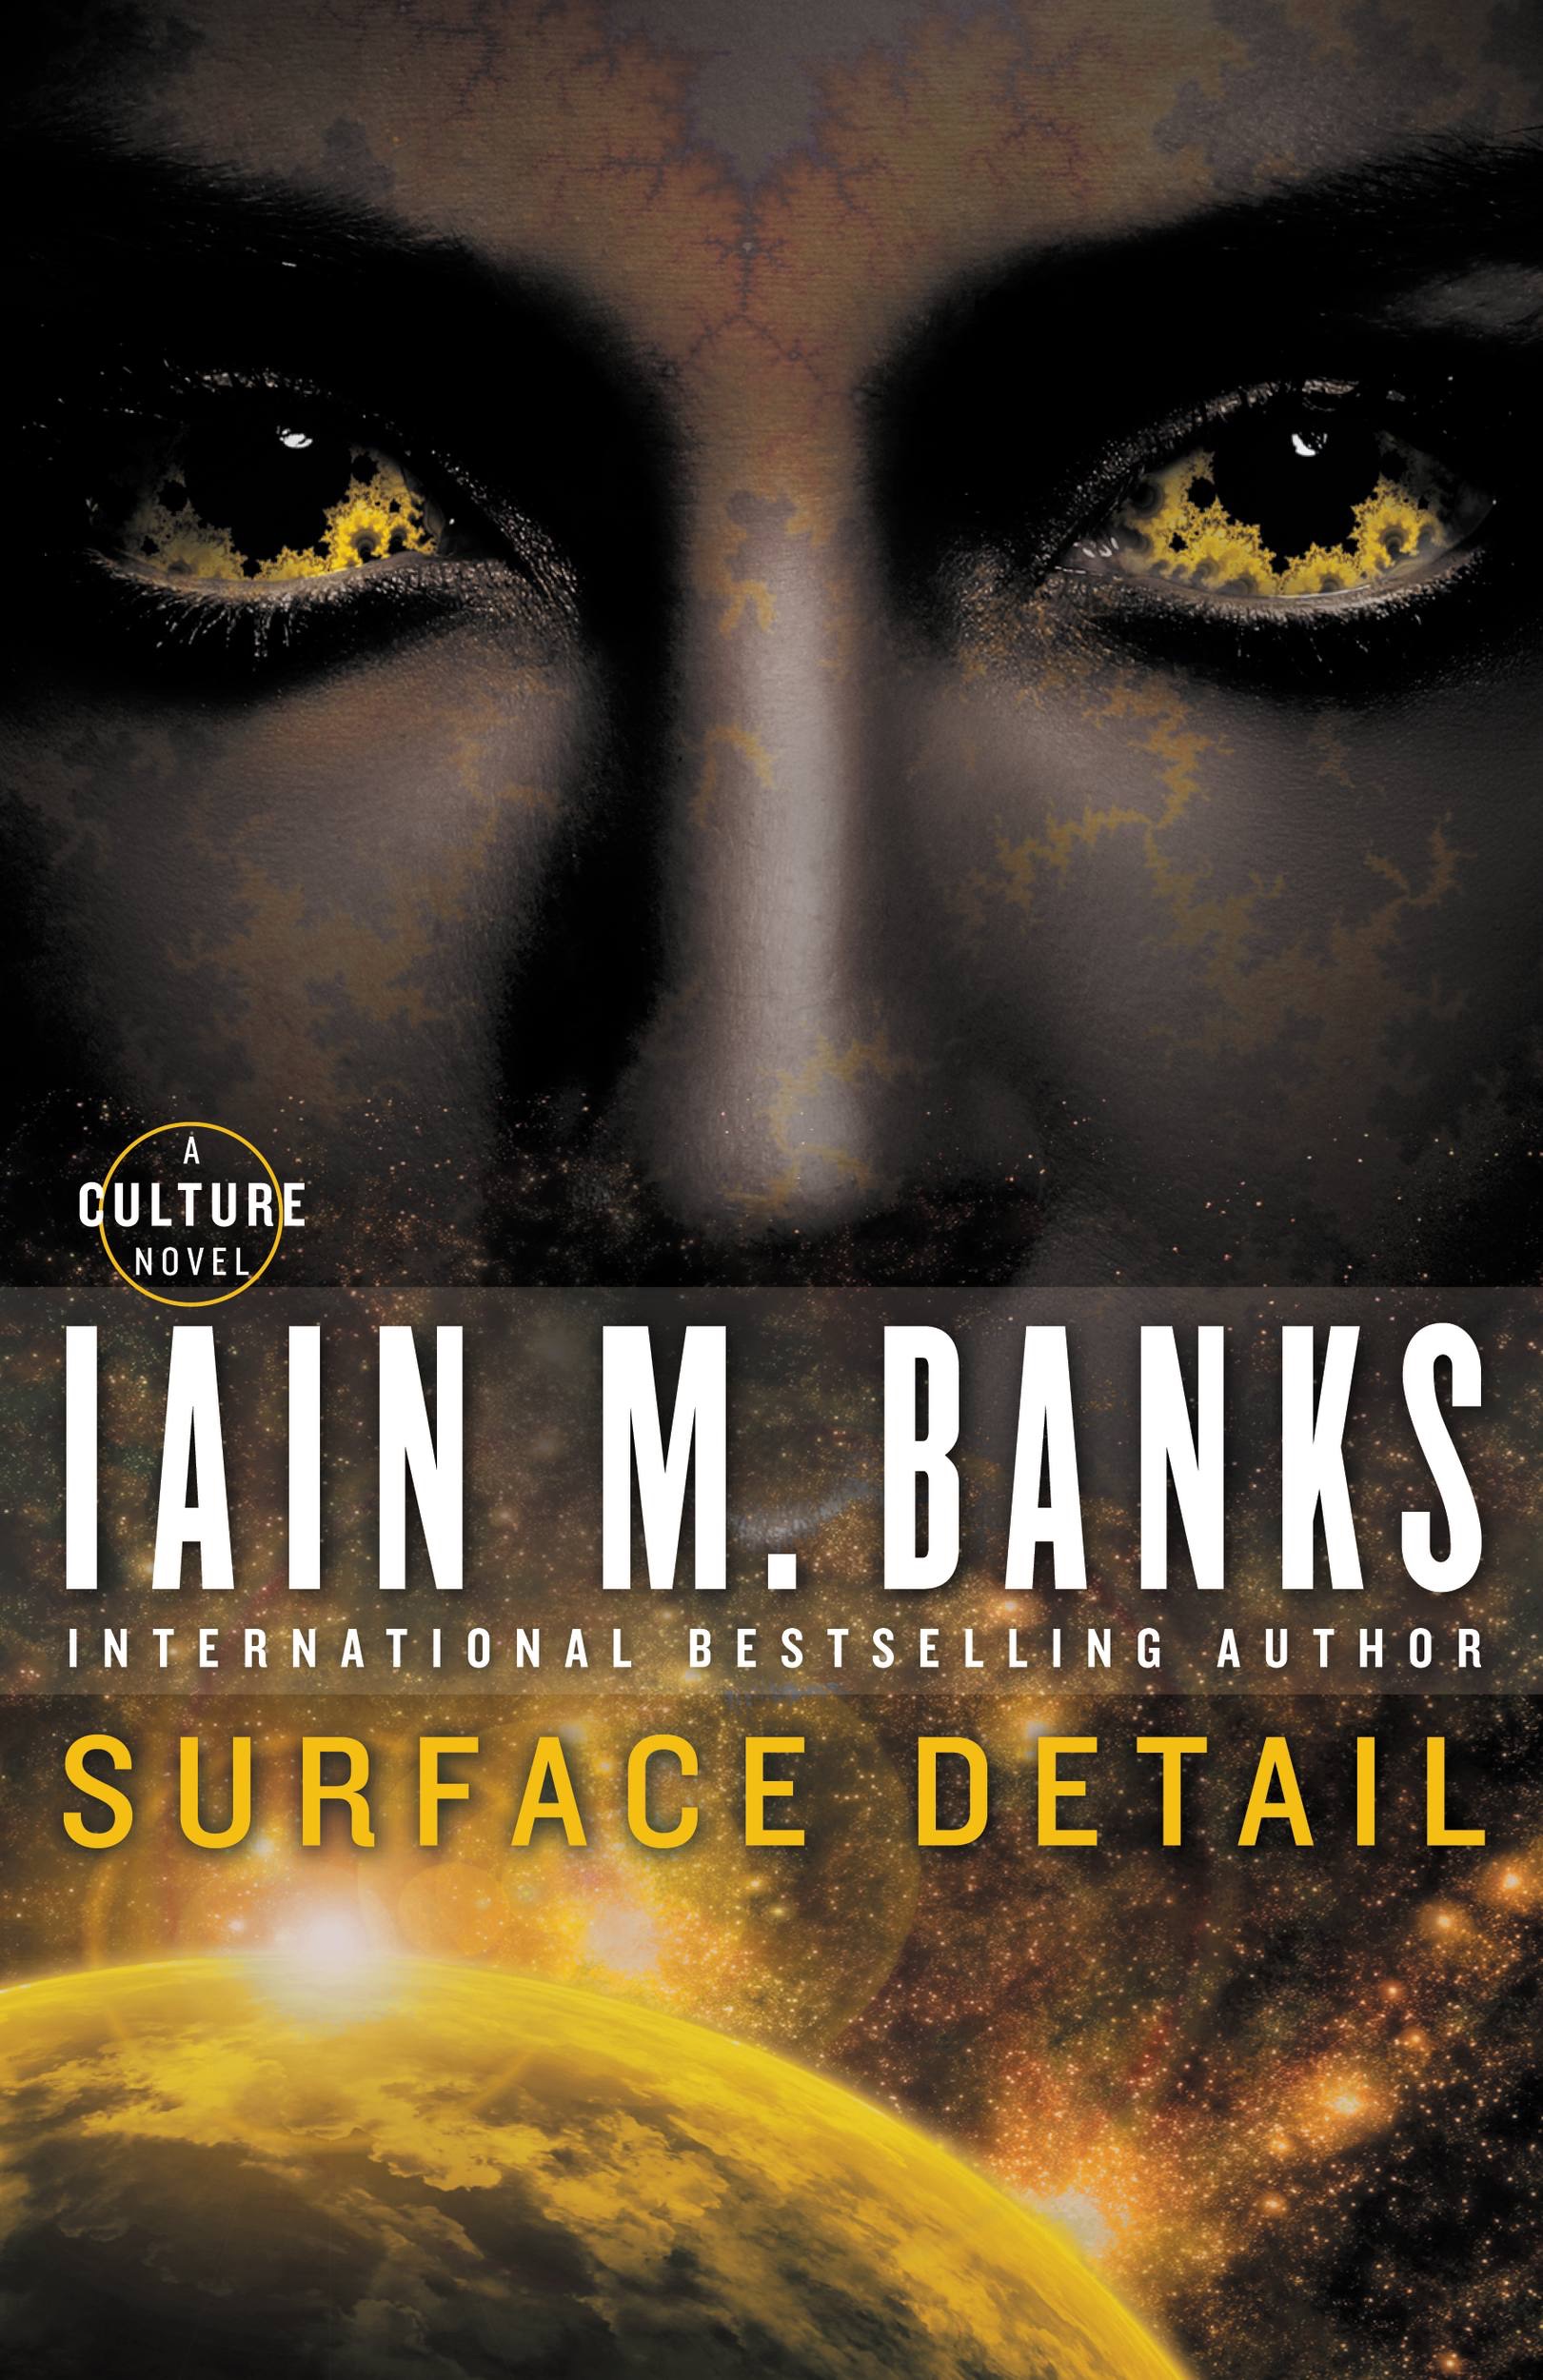 A
CULTURE
NOVEL
IAIN M. BANKS
INTERNATIONAL BESTSELLING AUTHOR
SURFACE DETAIL